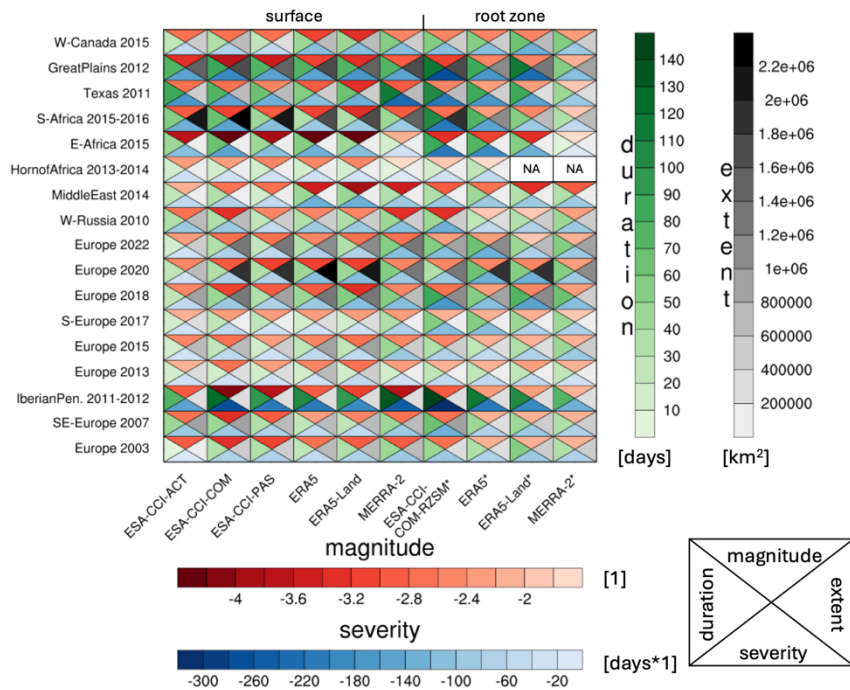 surface root zone
W-Canada 2015
GreatPlains 2012
Texas 2011
S-Africa 2015-2016
E-Africa 2015
HornofAfrica 2013-2014
NA NA
MiddleEast 2014
W-Russia 2010
Europe 2022
Europe 2020
Europe 2018
S-Europe 2017
Europe 2015
Europe 2013
IberianPen. 2011-2012
SE-Europe 2007
Europe 2003
ESA-CCI-ACT
ESA-CCI-COM
ESA-CCI-PAS
ERA5
ERA5-Land
MERRA-2
ESA-CCI-
COM-RZSM*
ERA5*
ERA5-Land*
MERRA-2*
duration
140
130
120
110
100
90
80
70
60
50
40
30
20
10
[days]
extent
2.2e+06
2e+06
1.8e+06
1.6e+06
1.4e+06
1.2e+06
1e+06
800000
600000
400000
200000
[km²]
magnitude
[1]
-4 -3.6 -3.2 -2.8 -2.4 -2
severity
[days*1]
-300 -260 -220 -180 -140 -100 -60 -20
magnitude
duration
extent
severity